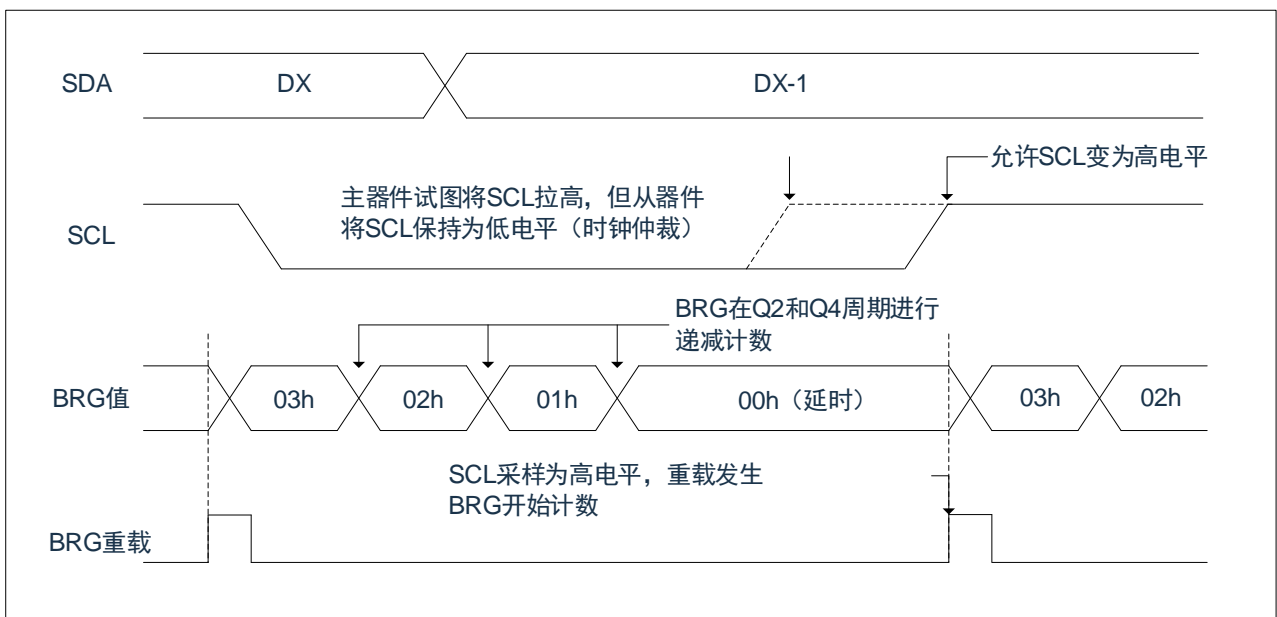 SDA
DX
DX-1
允许SCL变为高电平
主器件试图将SCL拉高，但从器件
将SCL保持为低电平（时钟仲裁）
SCL
BRG在Q2和Q4周期进行
递减计数
BRG值
03h
02h
01h
00h（延时）
03h
02h
SCL采样为高电平，重载发生
BRG开始计数
BRG重载